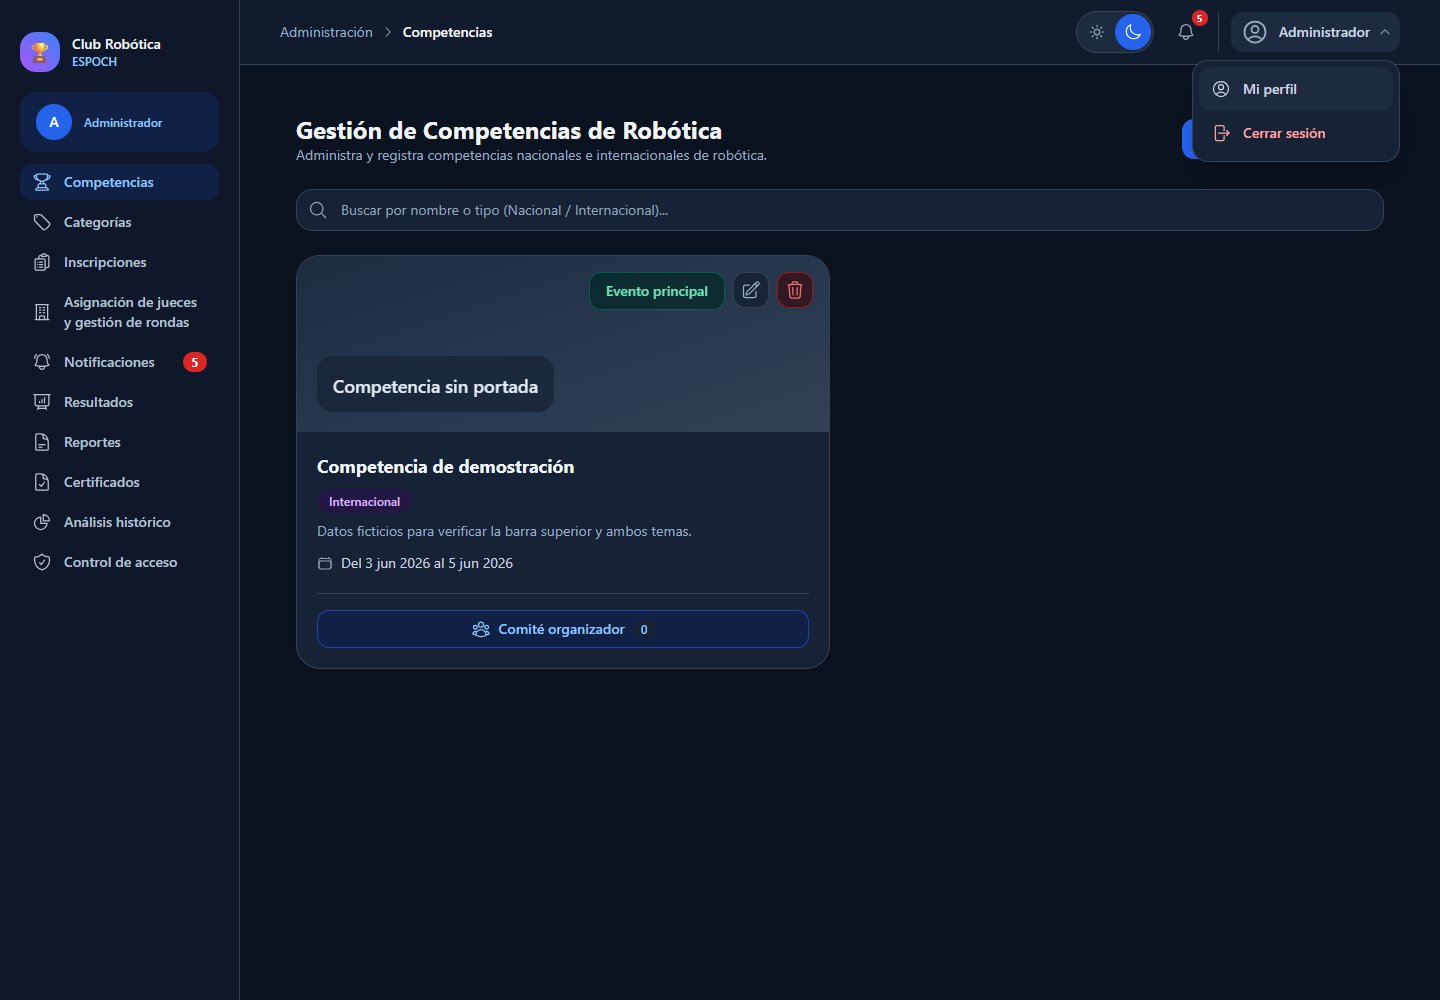 Club Robótica
ESPOCH
A
Administrador
Competencias
Categorías
Inscripciones
Asignación de jueces
y gestión de rondas
Notificaciones
5
Resultados
Reportes
Certificados
Análisis histórico
Control de acceso
Administración
Competencias
5
Administrador
Mi perfil
Cerrar sesión
Gestión de Competencias de Robótica
Administra y registra competencias nacionales e internacionales de robótica.
Buscar por nombre o tipo (Nacional / Internacional)...
Evento principal
Competencia sin portada
Competencia de demostración
Internacional
Datos ficticios para verificar la barra superior y ambos temas.
Del 3 jun 2026 al 5 jun 2026
Comité organizador 0